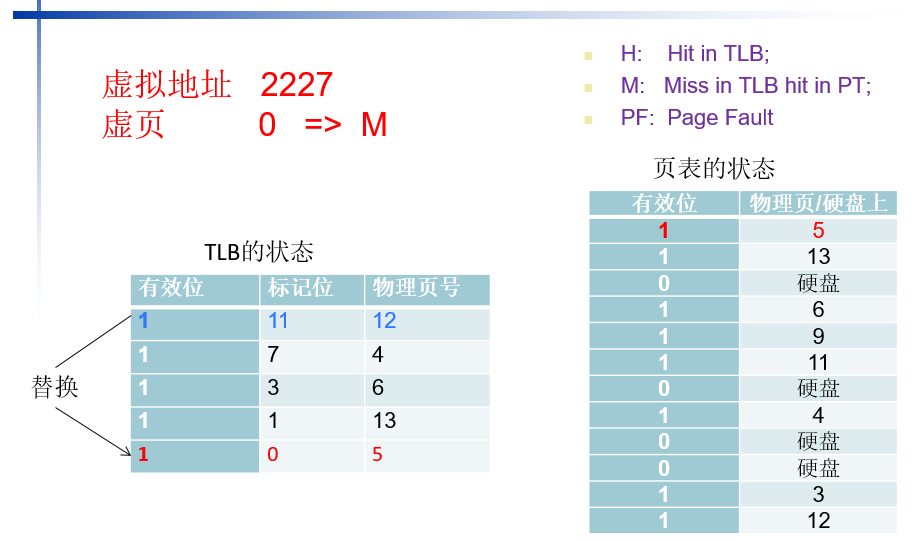 虚拟地址 2227
虚页 0 => M
H: Hit in TLB;
M: Miss in TLB hit in PT;
PF: Page Fault
TLB的状态
有效位 标记位 物理页号
1 11 12
1 7 4
1 3 6
1 1 13
1 0 5
替换
页表的状态
有效位 物理页/硬盘上
1 5
1 13
0 硬盘
1 6
1 9
1 11
0 硬盘
1 4
0 硬盘
0 硬盘
1 3
1 12